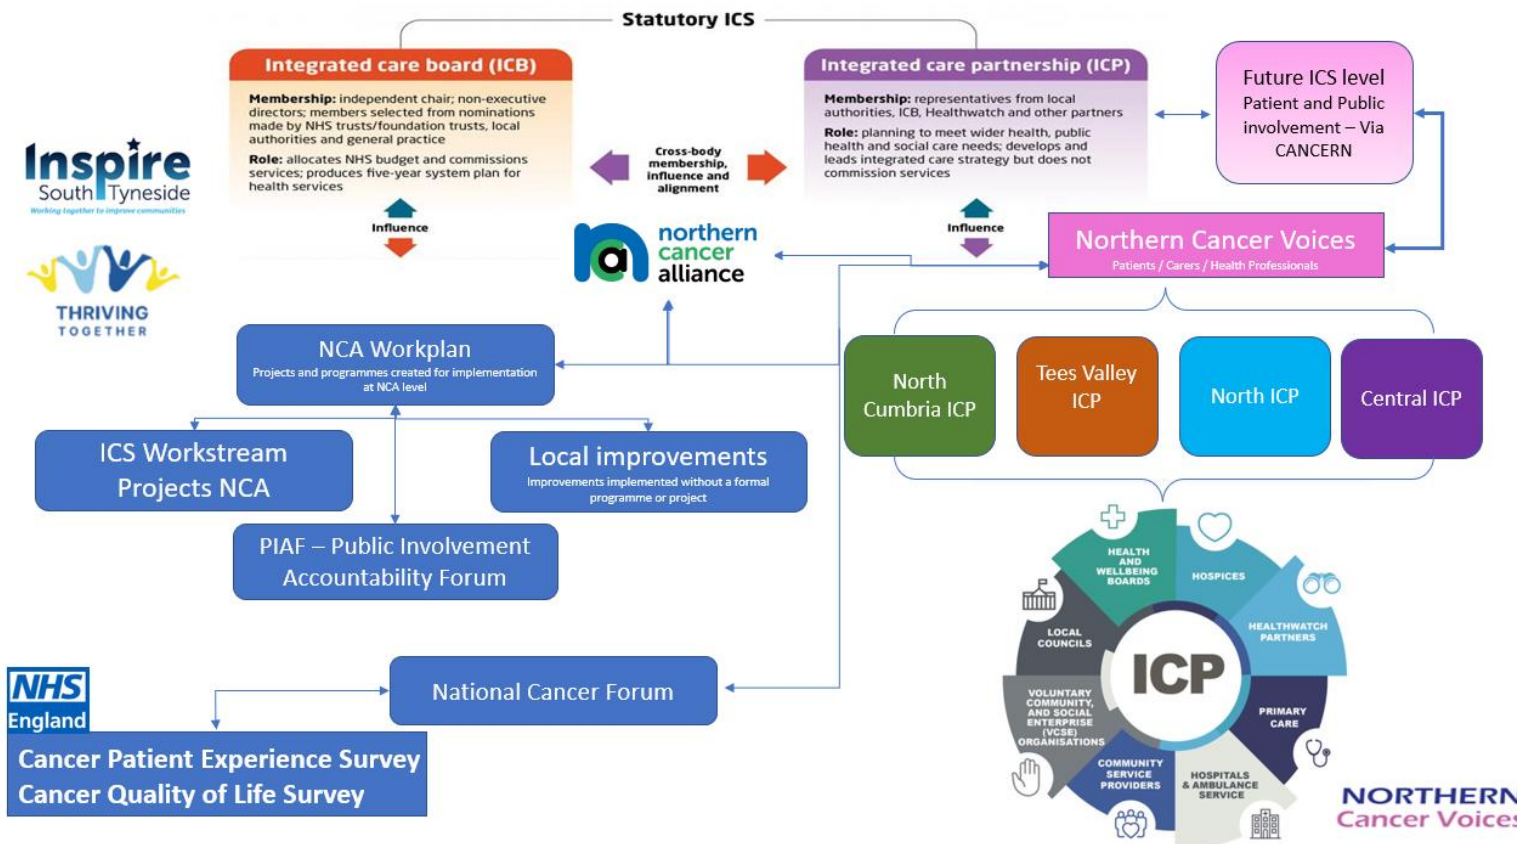 Statutory ICS
Integrated care board (ICB)
Membership: independent chair; non-executive
directors; members selected from nominations
made by NHS trusts/foundation trusts, local
authorities and general practice
Role: allocates NHS budget and commissions
services; produces five-year system plan for
health services
Influence
Cross-body
membership,
influence and
alignment
Integrated care partnership (ICP)
Membership: representatives from local
authorities, ICB, Healthwatch and other partners
Role: planning to meet wider health, public
health and social care needs; develops and
leads integrated care strategy but does not
commission services
Influence
Future ICS level
Patient and Public
involvement – Via
CANCERN
Inspire
South Tyneside
Working together to improve communities
THRIVING
TOGETHER
nca
northern
cancer
alliance
Northern Cancer Voices
Patients / Carers / Health Professionals
NCA Workplan
Projects and programmes created for implementation
at NCA level
ICS Workstream
Projects NCA
Local improvements
Improvements implemented without a formal
programme or project
PIAF – Public Involvement
Accountability Forum
National Cancer Forum
NHS
England
Cancer Patient Experience Survey
Cancer Quality of Life Survey
North
Cumbria ICP
Tees Valley
ICP
North ICP
Central ICP
ICP
HEALTH
AND
WELLBEING
BOARDS
HOSPICES
HEALTHWATCH
PARTNERS
PRIMARY
CARE
HOSPITALS
& AMBULANCE
SERVICE
COMMUNITY
SERVICE
PROVIDERS
VOLUNTARY
COMMUNITY,
AND SOCIAL
ENTERPRISE
(VCSE)
ORGANISATIONS
LOCAL
COUNCILS
NORTHERN
Cancer Voices